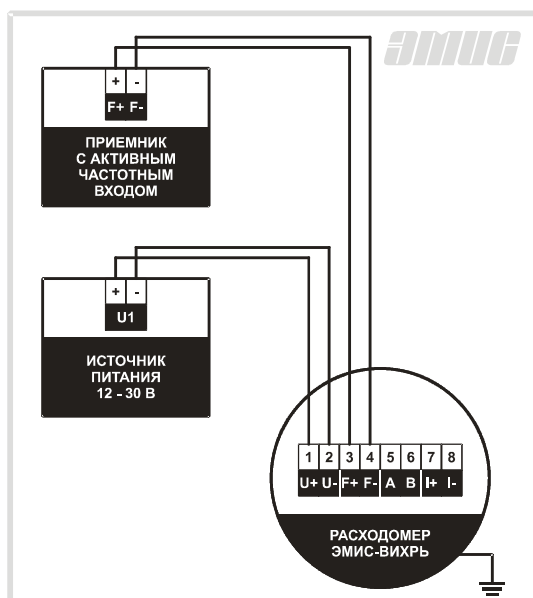 ЭМИС
+ -
F+ F-
ПРИЕМНИК
С АКТИВНЫМ
ЧАСТОТНЫМ
ВХОДОМ
+ -
U1
ИСТОЧНИК
ПИТАНИЯ
12 - 30 В
1 2 3 4 5 6 7 8
U+ U- F+ F- A B I+ I-
РАСХОДОМЕР
ЭМИС-ВИХРЬ